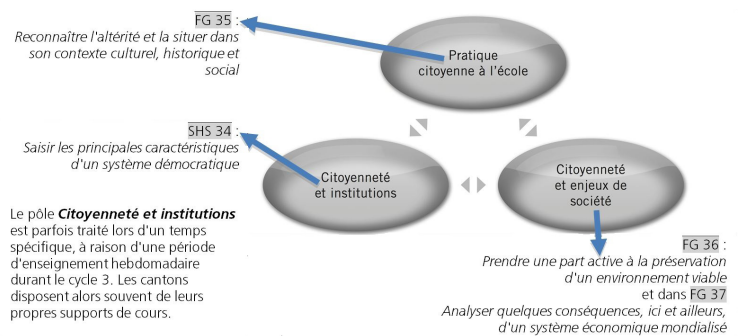 FG 35 :
Reconnaître l'altérité et la situer dans
son contexte culturel, historique et
social
Pratique
citoyenne à l'école
SHS 34 :
Saisir les principales caractéristiques
d'un système démocratique
Citoyenneté
et institutions
Citoyenneté
et enjeux de
société
Le pôle Citoyenneté et institutions
est parfois traité lors d'un temps
spécifique, à raison d'une période
d'enseignement hebdomadaire
durant le cycle 3. Les cantons
disposent alors souvent de leurs
propres supports de cours.
FG 36 :
Prendre une part active à la préservation
d'un environnement viable
et dans FG 37
Analyser quelques conséquences, ici et ailleurs,
d'un système économique mondialisé